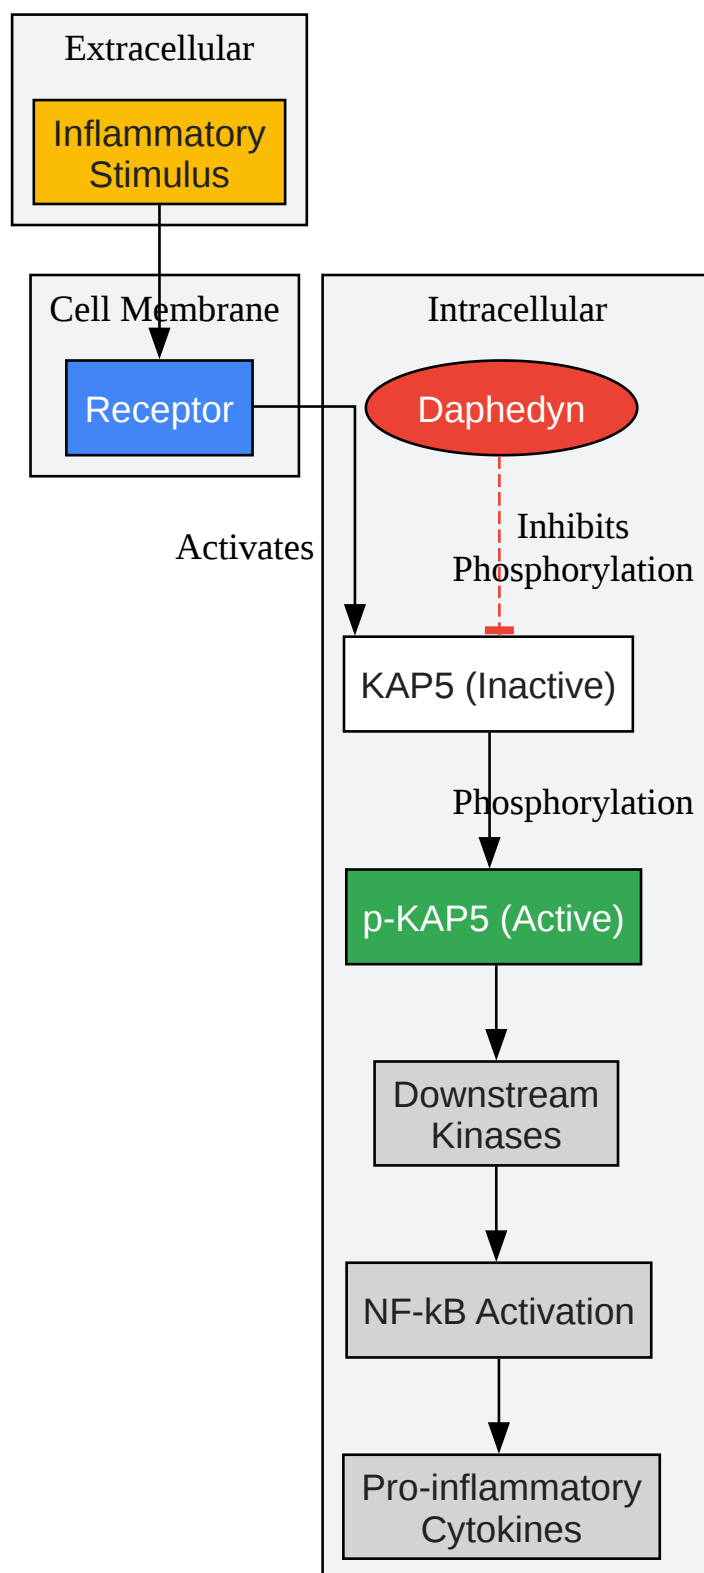 Extracellular
Inflammatory
Stimulus
Cell Membrane
Receptor
Intracellular
Daphedyn
Activates
Inhibits
Phosphorylation
KAP5 (Inactive)
Phosphorylation
p-KAP5 (Active)
Downstream
Kinases
NF-kB Activation
Pro-inflammatory
Cytokines